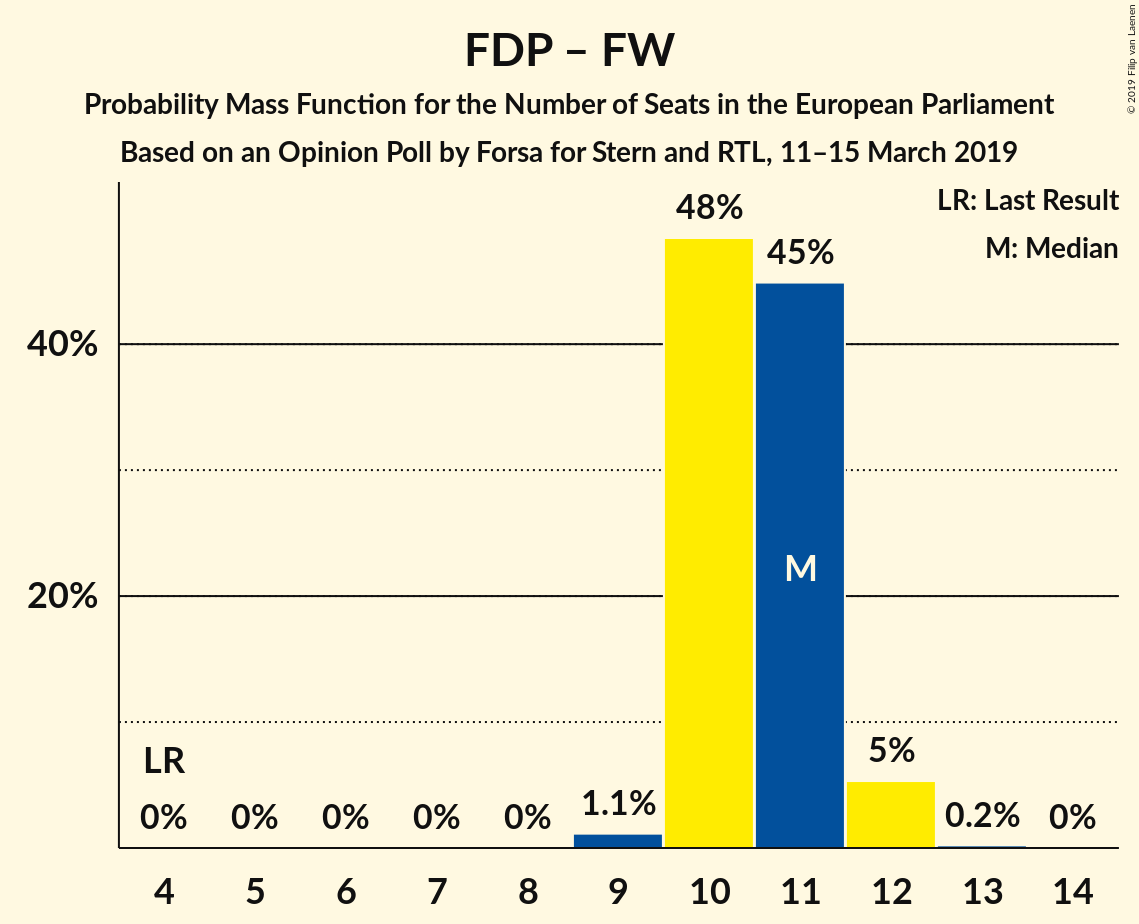 FDP – FW
Probability Mass Function for the Number of Seats in the European Parliament
Based on an Opinion Poll by Forsa for Stern and RTL, 11–15 March 2019
© 2019 Filip van Laenen
LR: Last Result
M: Median
48%
45%
40%
M
20%
LR
5%
0% 0% 0% 0% 0% 1.1% 0.2% 0%
4 5 6 7 8 9 10 11 12 13 14